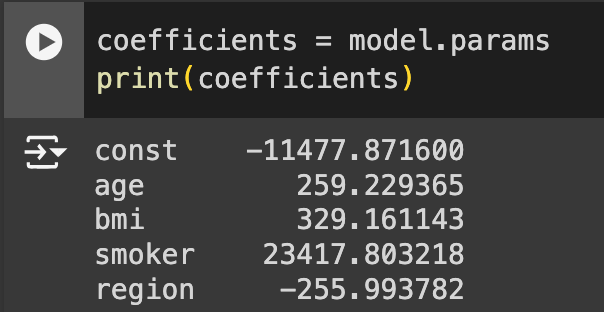 coefficients = model.params
print(coefficients)
const    -11477.871600
age         259.229365
bmi         329.161143
smoker    23417.803218
region     -255.993782